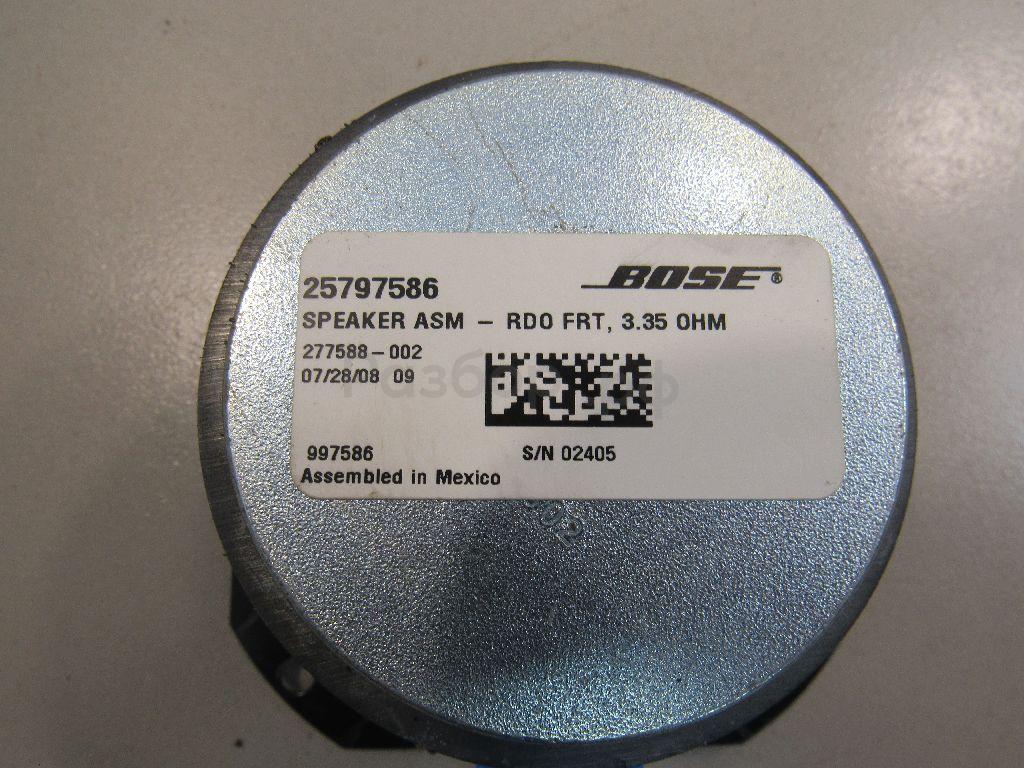 25797586
BOSE®
SPEAKER ASM – RDO FRT, 3.35 OHM
277588-002
07/28/08 09
997586
S/N 02405
Assembled in Mexico